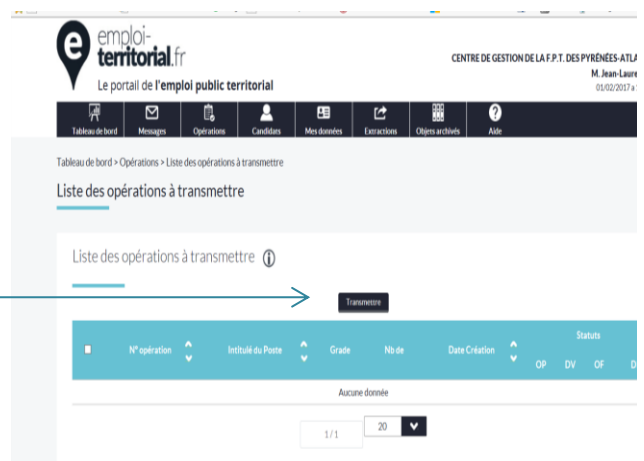 emploi-
territorial.fr
Le portail de l'emploi public territorial
CENTRE DE GESTION DE LA F.P.T. DES PYRÉNÉES-ATLA
M. Jean-Laure
01/02/2017 a
Tableau de bord Messages Opérations Candidats Mes données Extractions Objets archivés Aide
Tableau de bord > Opérations > Liste des opérations à transmettre
Liste des opérations à transmettre
Liste des opérations à transmettre
Transmettre
Statuts
N° opération Intitulé du Poste Grade Nb de Date Création
OP DV OF D
Aucune donnée
1/1 20